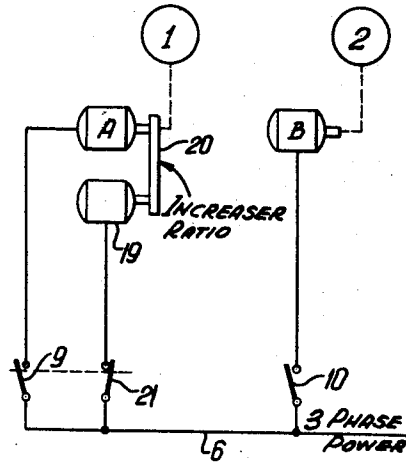 1 2
A B
20
INCREASER
RATIO
19
9 21 10
3 PHASE
POWER
6